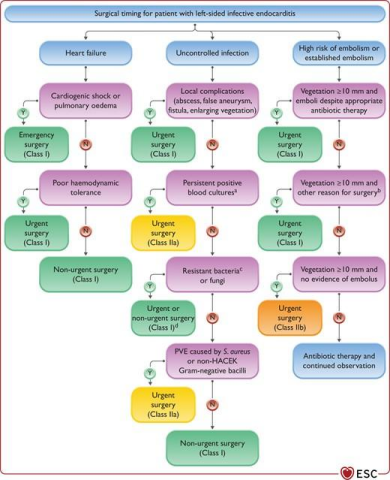 Surgical timing for patient with left-sided infective endocarditis
Heart failure
Uncontrolled infection
High risk of embolism or
established embolism
Cardiogenic shock or
pulmonary oedema
Local complications
(abscess, false aneurysm,
fistula, enlarging vegetation)
Vegetation ≥10 mm and
emboli despite appropriate
antibiotic therapy
Y
N
Y
N
Y
N
Emergency
surgery
(Class I)
Urgent
surgery
(Class I)
Urgent
surgery
(Class I)
Poor haemodynamic
tolerance
Persistent positive
blood culturesᵃ
Vegetation ≥10 mm and
other reason for surgeryᵇ
Y
N
Y
N
Y
N
Urgent
surgery
(Class I)
Urgent
surgery
(Class IIa)
Urgent
surgery
(Class I)
Non-urgent surgery
(Class I)
Resistant bacteriaᶜ
or fungi
Vegetation ≥10 mm and
no evidence of embolus
Y
N
Y
N
Urgent or
non-urgent surgery
(Class I)ᵈ
Urgent
surgery
(Class IIb)
PVE caused by S. aureus
or non-HACEK
Gram-negative bacilli
Antibiotic therapy and
continued observation
Y
N
Urgent
surgery
(Class IIa)
Non-urgent surgery
(Class I)
ESC